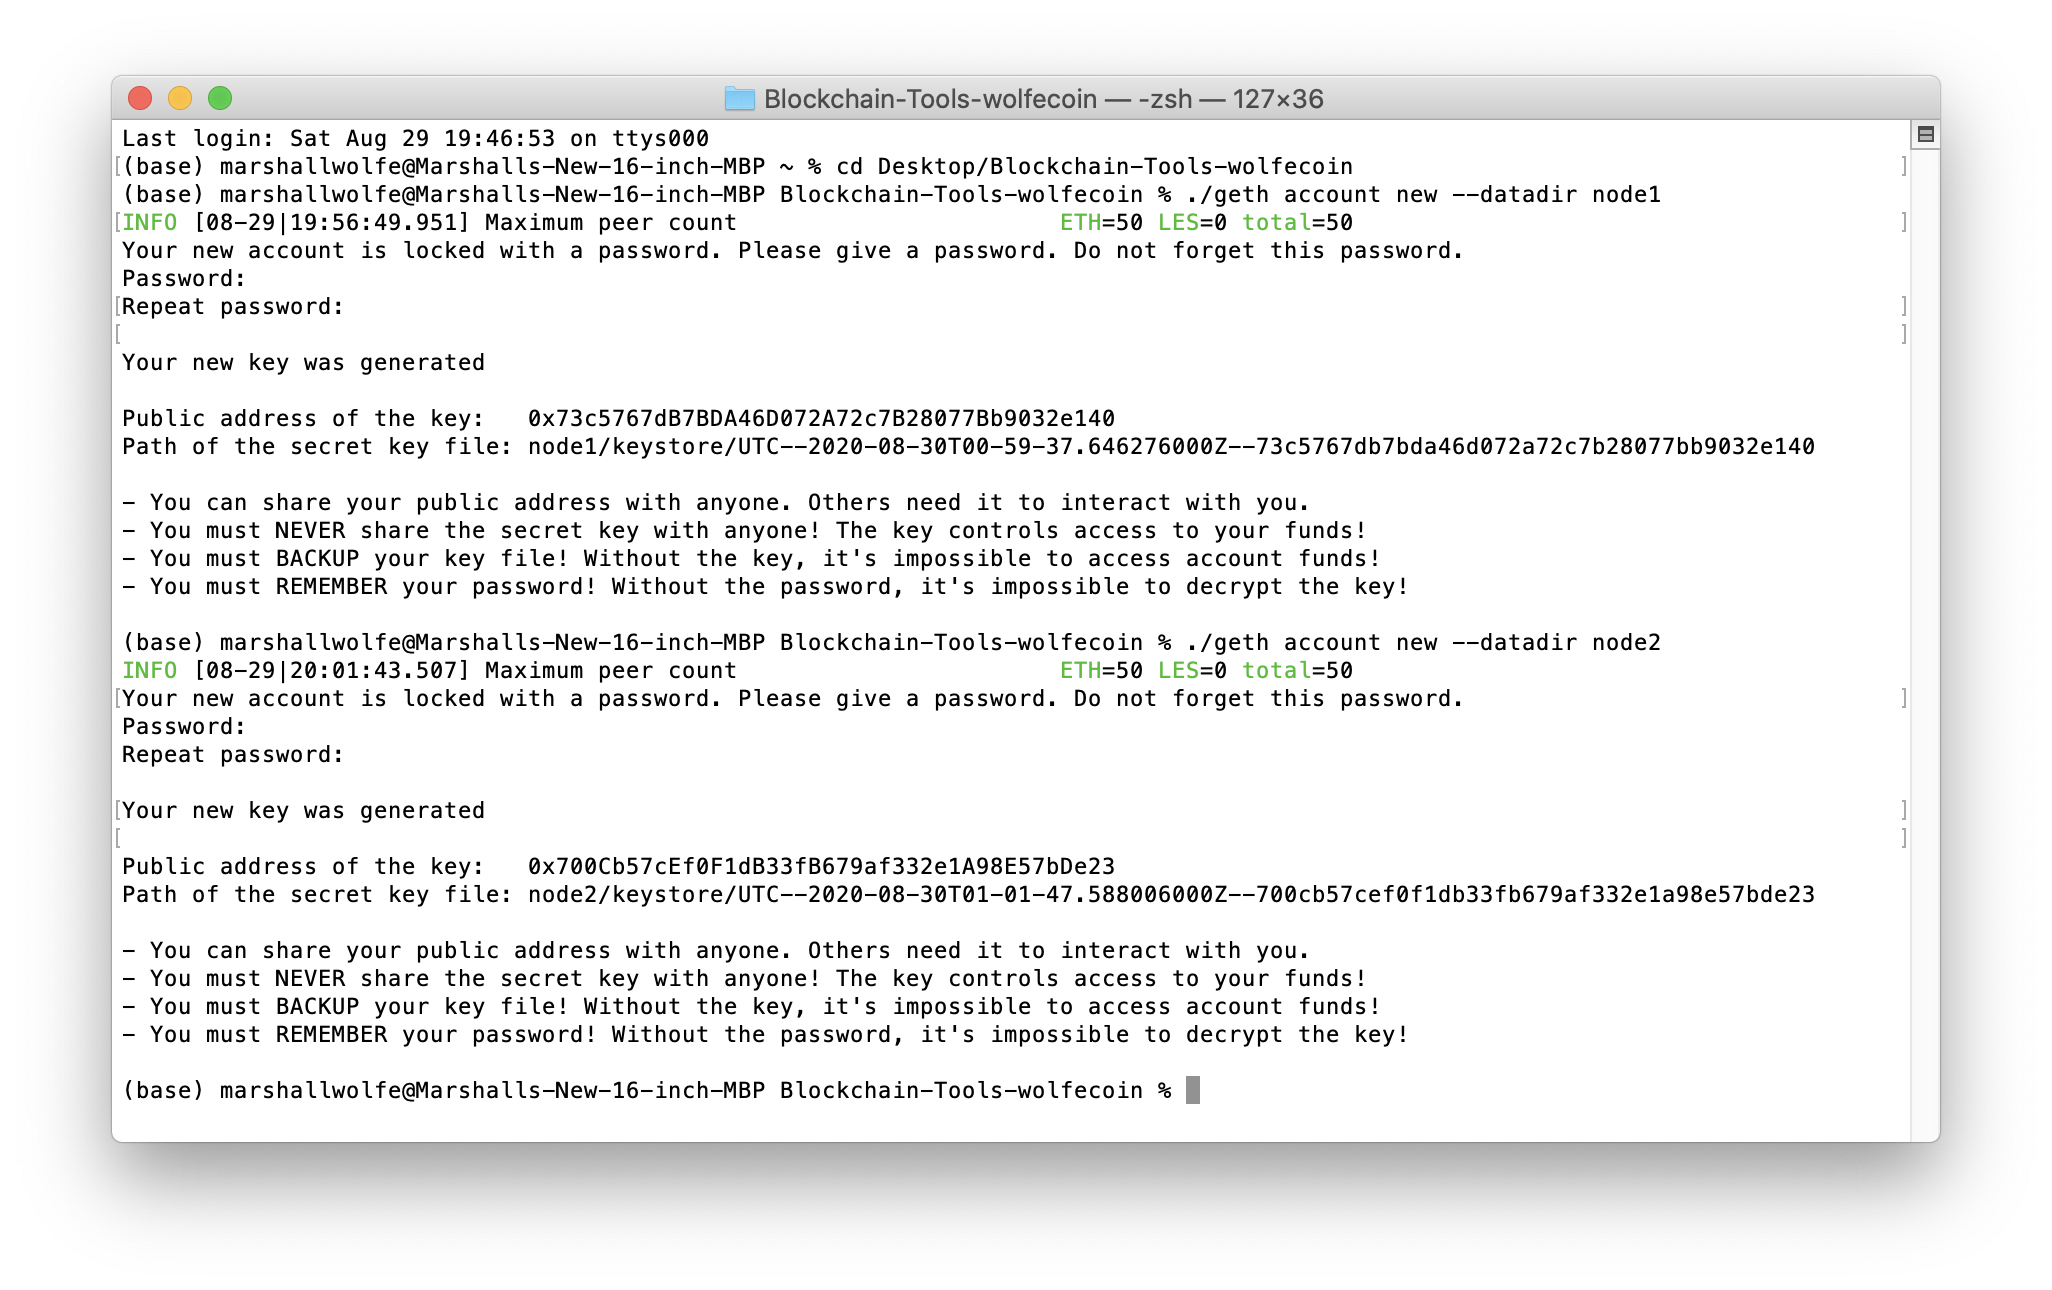 Blockchain-Tools-wolfecoin — -zsh — 127×36
Last login: Sat Aug 29 19:46:53 on ttys000
[(base) marshallwolfe@Marshalls-New-16-inch-MBP ~ % cd Desktop/Blockchain-Tools-wolfecoin ]
(base) marshallwolfe@Marshalls-New-16-inch-MBP Blockchain-Tools-wolfecoin % ./geth account new --datadir node1
[INFO [08-29|19:56:49.951] Maximum peer count ETH=50 LES=0 total=50 ]
Your new account is locked with a password. Please give a password. Do not forget this password.
Password:
[Repeat password: ]
[ ]
Your new key was generated
Public address of the key: 0x73c5767dB7BDA46D072A72c7B28077Bb9032e140
Path of the secret key file: node1/keystore/UTC--2020-08-30T00-59-37.646276000Z--73c5767db7bda46d072a72c7b28077bb9032e140
- You can share your public address with anyone. Others need it to interact with you.
- You must NEVER share the secret key with anyone! The key controls access to your funds!
- You must BACKUP your key file! Without the key, it's impossible to access account funds!
- You must REMEMBER your password! Without the password, it's impossible to decrypt the key!
(base) marshallwolfe@Marshalls-New-16-inch-MBP Blockchain-Tools-wolfecoin % ./geth account new --datadir node2
INFO [08-29|20:01:43.507] Maximum peer count ETH=50 LES=0 total=50
[Your new account is locked with a password. Please give a password. Do not forget this password. ]
Password:
Repeat password:
[Your new key was generated ]
[ ]
Public address of the key: 0x700Cb57cEf0F1dB33fB679af332e1A98E57bDe23
Path of the secret key file: node2/keystore/UTC--2020-08-30T01-01-47.588006000Z--700cb57cef0f1db33fb679af332e1a98e57bde23
- You can share your public address with anyone. Others need it to interact with you.
- You must NEVER share the secret key with anyone! The key controls access to your funds!
- You must BACKUP your key file! Without the key, it's impossible to access account funds!
- You must REMEMBER your password! Without the password, it's impossible to decrypt the key!
(base) marshallwolfe@Marshalls-New-16-inch-MBP Blockchain-Tools-wolfecoin %